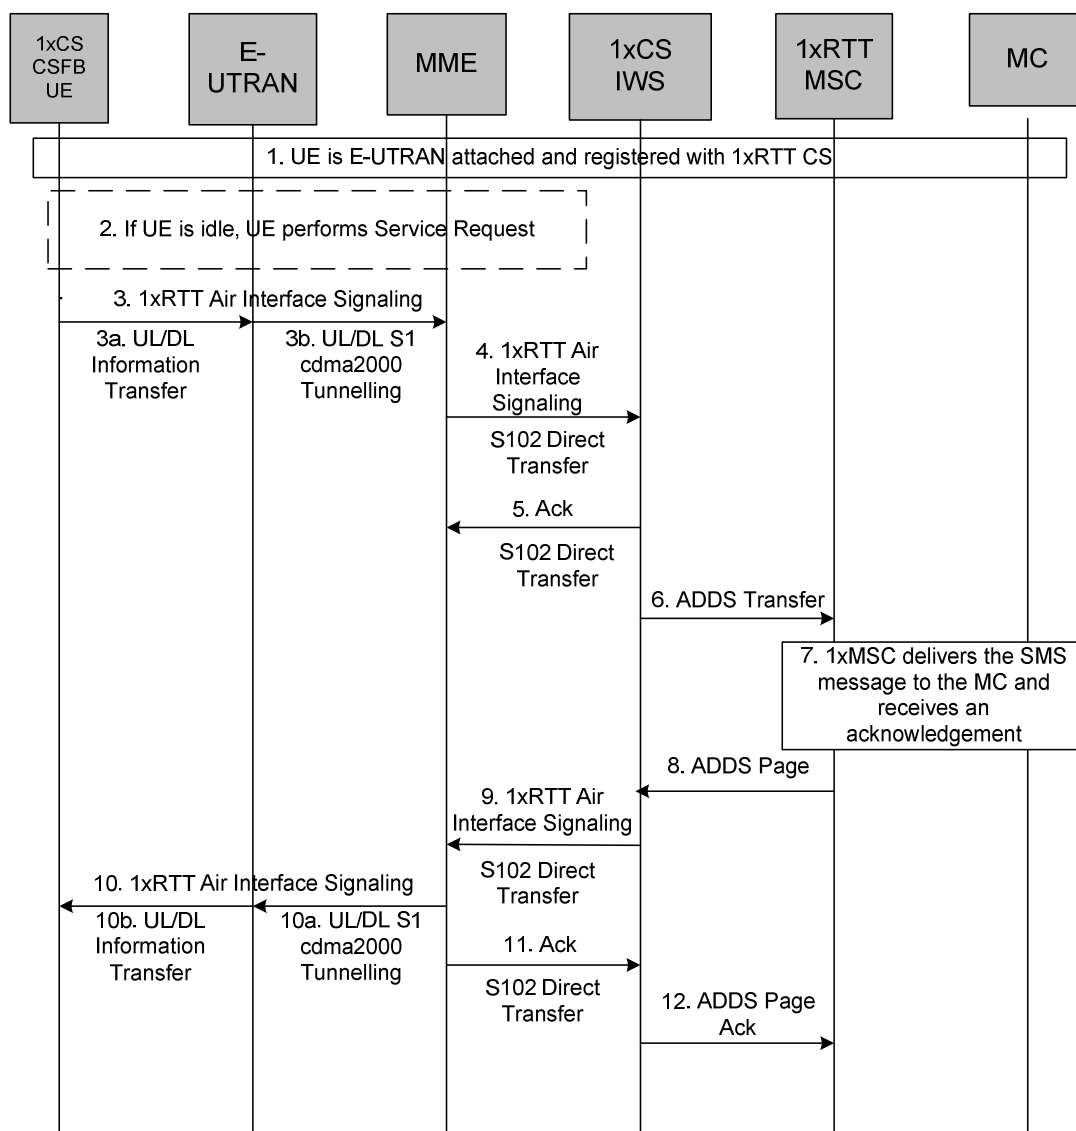 1xCS
CSFB
UE
E-
UTRAN
MME
1xCS
IWS
1xRTT
MSC
MC
1. UE is E-UTRAN attached and registered with 1xRTT CS
2. If UE is idle, UE performs Service Request
3. 1xRTT Air Interface Signaling
3a. UL/DL
Information
Transfer
3b. UL/DL S1
cdma2000
Tunnelling
4. 1xRTT Air
Interface
Signaling
S102 Direct
Transfer
5. Ack
S102 Direct
Transfer
6. ADDS Transfer
7. 1xMSC delivers the SMS
message to the MC and
receives an
acknowledgement
8. ADDS Page
9. 1xRTT Air
Interface Signaling
S102 Direct
Transfer
10. 1xRTT Air Interface Signaling
10b. UL/DL
Information
Transfer
10a. UL/DL S1
cdma2000
Tunnelling
11. Ack
S102 Direct
Transfer
12. ADDS Page
Ack